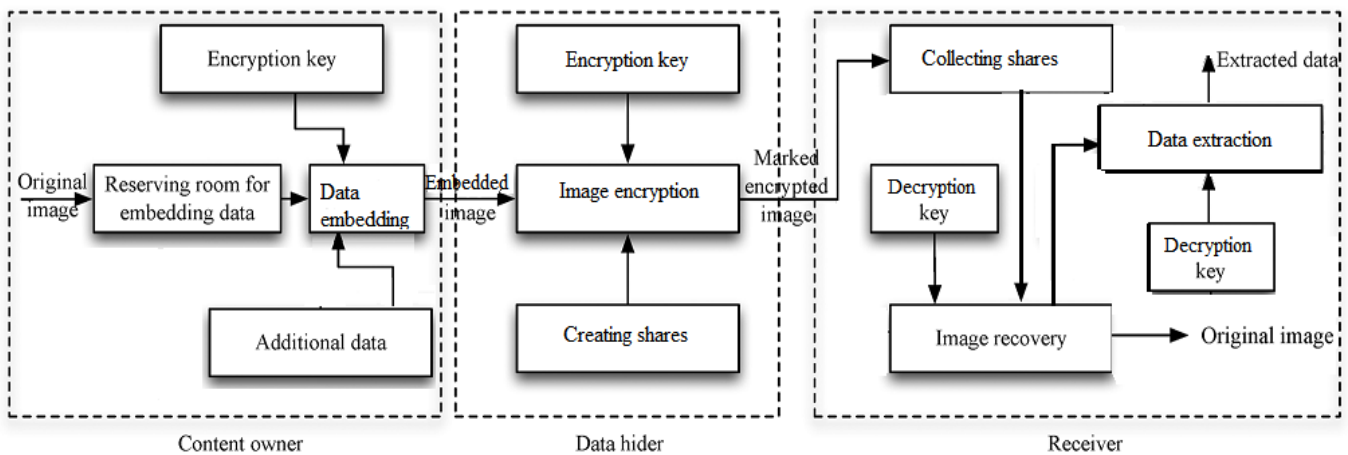 Encryption key
Original
image
Reserving room for
embedding data
Data
embedding
Additional data
Content owner
Embedded
image
Encryption key
Image encryption
Creating shares
Data hider
Marked
encrypted
image
Collecting shares
Extracted data
Data extraction
Decryption
key
Decryption
key
Image recovery
Original image
Receiver